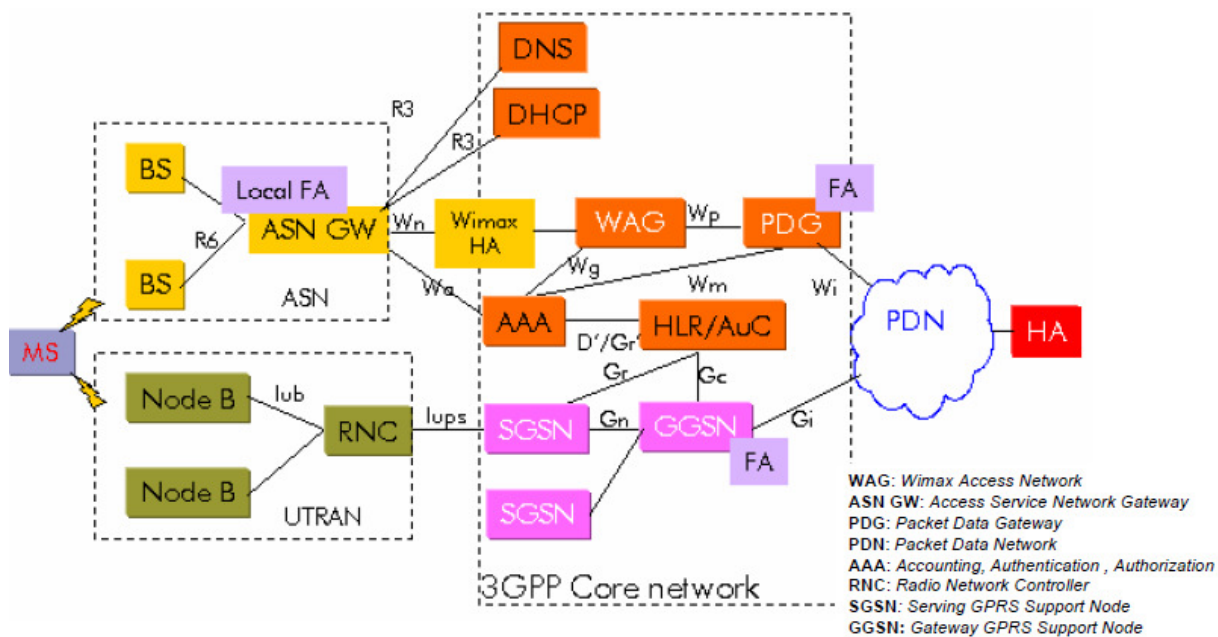 DNS
R3
DHCP
R3
BS
Local FA
FA
ASN GW
Wn
Wimax
HA
WAG
Wp
PDG
R6
BS
ASN
Wa
Wg
Wm
Wi
AAA
HLR/AuC
PDN
HA
D'/Gr'
MS
Node B
Iub
Iups
Gr
Gc
RNC
SGSN
Gn
GGSN
Gi
FA
Node B
UTRAN
SGSN
3GPP Core network
WAG: Wimax Access Network
ASN GW: Access Service Network Gateway
PDG: Packet Data Gateway
PDN: Packet Data Network
AAA: Accounting, Authentication , Authorization
RNC: Radio Network Controller
SGSN: Serving GPRS Support Node
GGSN: Gateway GPRS Support Node